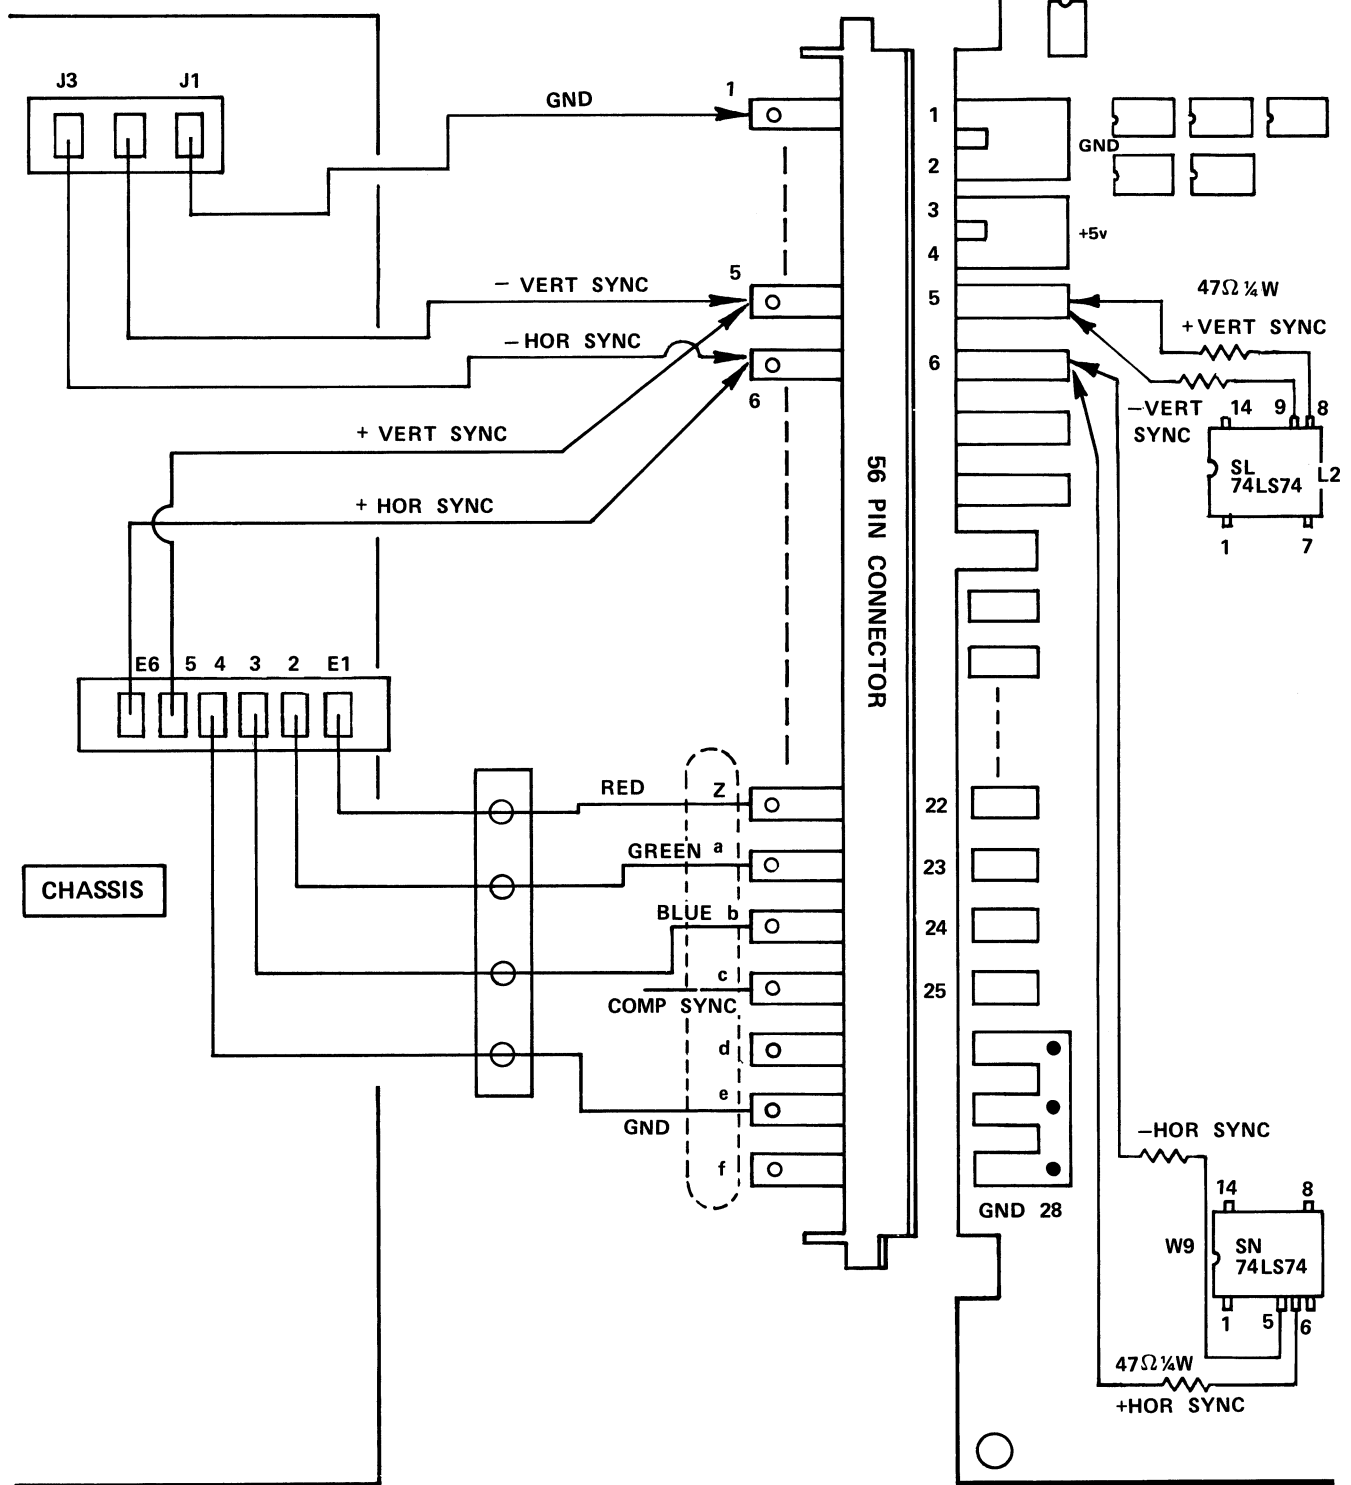 J3
J1
GND
1
1
GND
2
3
+5v
4
– VERT SYNC
5
5
47Ω ¼W
+VERT SYNC
–HOR SYNC
6
6
–VERT
SYNC
14
9
8
+ VERT SYNC
SL
74LS74
L2
1
7
+ HOR SYNC
56 PIN CONNECTOR
E6
5
4
3
2
E1
RED
Z
22
GREEN
a
23
CHASSIS
BLUE
b
24
c
25
COMP SYNC
d
e
GND
f
GND 28
–HOR SYNC
14
8
W9
SN
74LS74
1
5
6
47Ω ¼W
+HOR SYNC